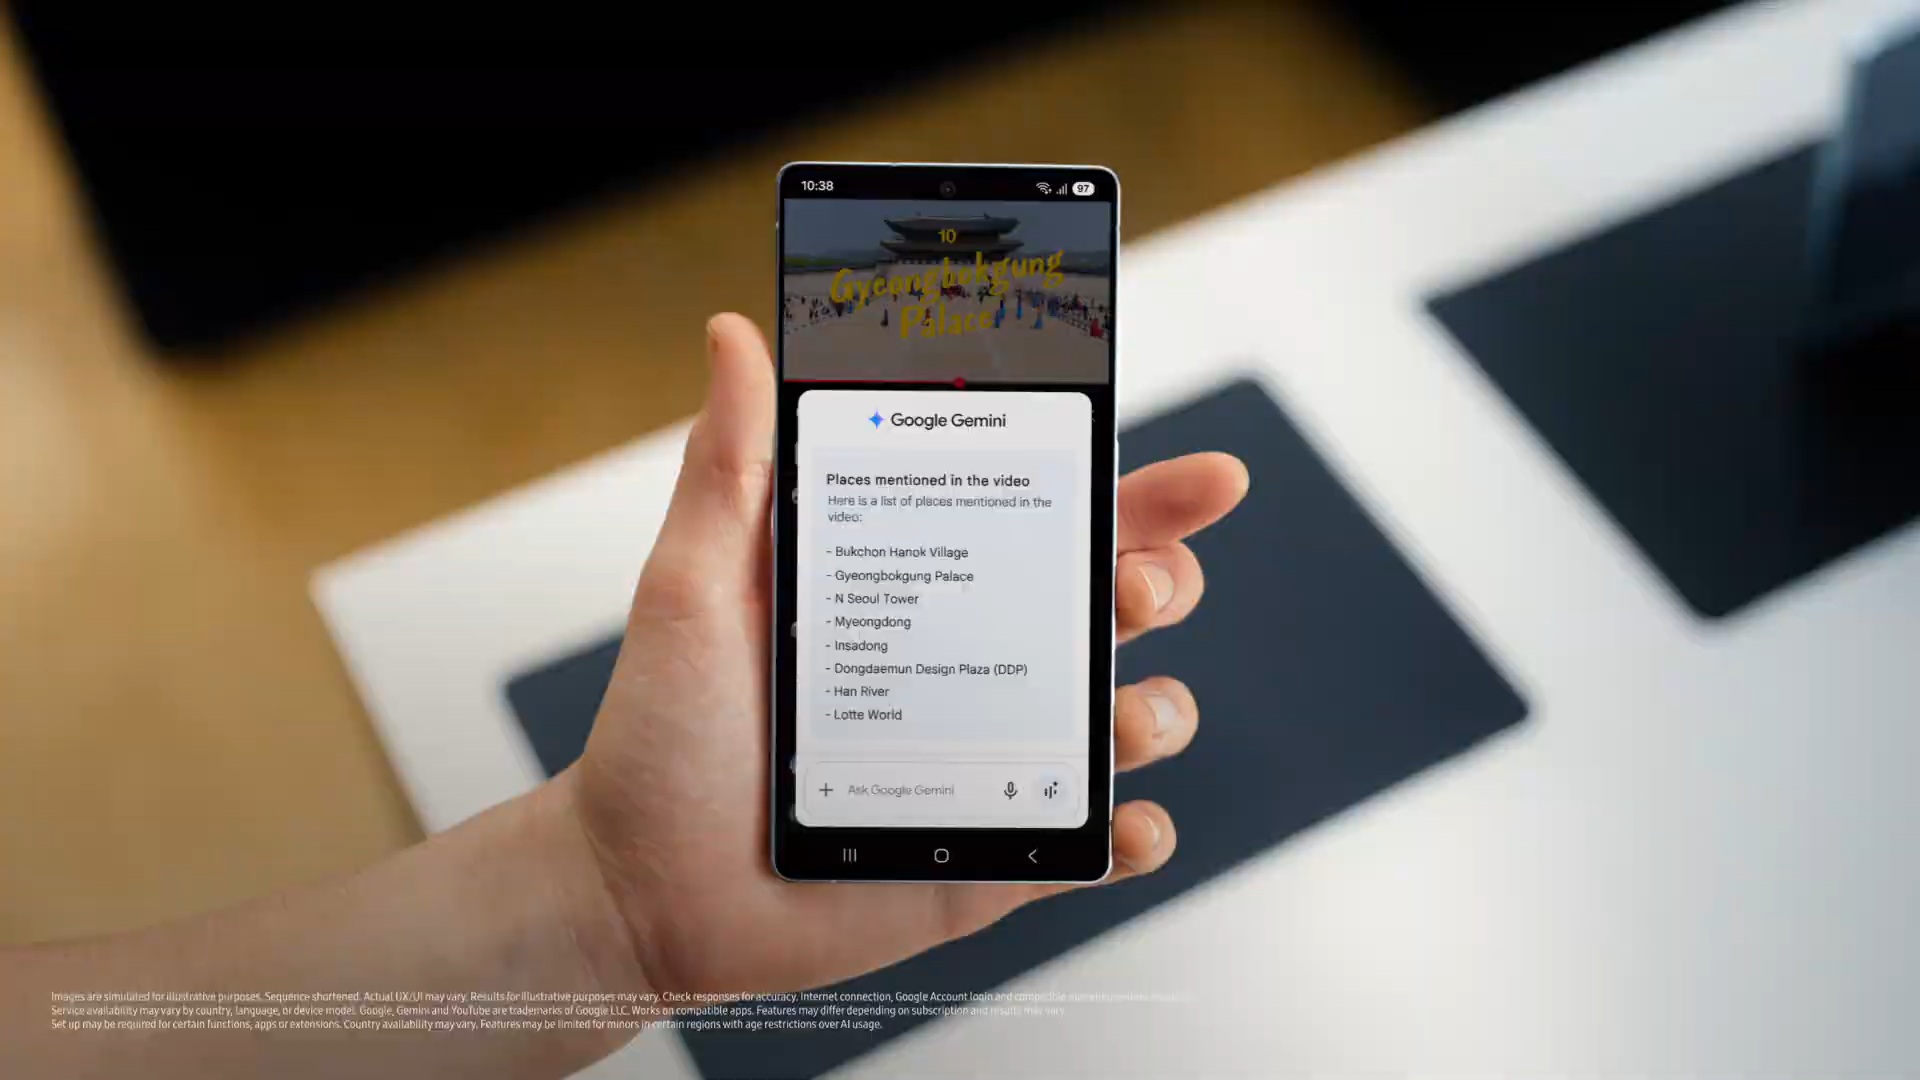 10:38
97
10
Gyeongbokgung
Palace
Google Gemini
Places mentioned in the video
Here is a list of places mentioned in the
video:
- Bukchon Hanok Village
- Gyeongbokgung Palace
- N Seoul Tower
- Myeongdong
- Insadong
- Dongdaemun Design Plaza (DDP)
- Han River
- Lotte World
Ask Google Gemini
Images are simulated for illustrative purposes. Sequence shortened. Actual UX/UI may vary. Results for illustrative purposes may vary. Check responses for accuracy. Internet connection, Google Account login and
Service availability may vary by country, language, or device model. Google, Gemini and YouTube are trademarks of Google LLC. Works on compatible apps. Features may differ depending on subscription and results may vary.
Set up may be required for certain functions, apps or extensions. Country availability may vary. Features may be limited for minors in certain regions with age restrictions over AI usage.